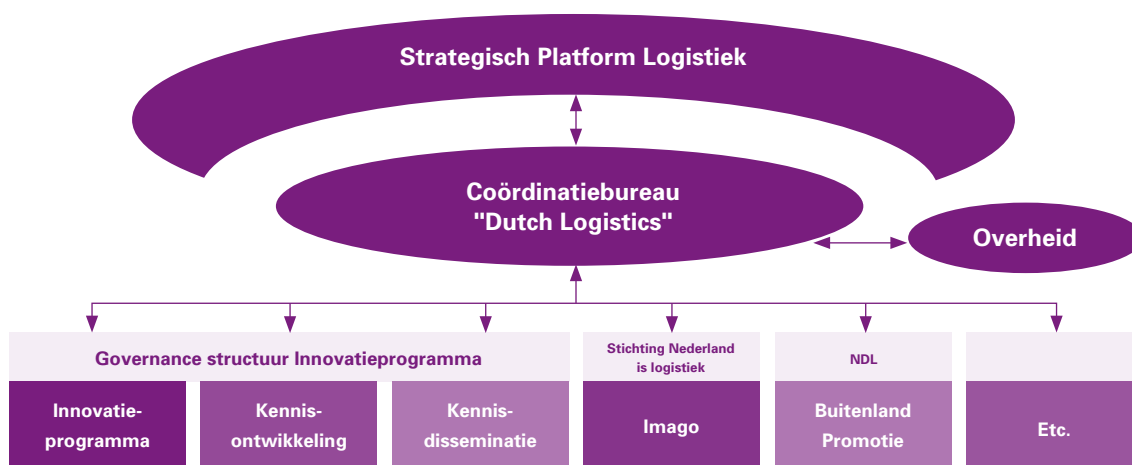 Strategisch Platform Logistiek
Coördinatiebureau
"Dutch Logistics"
Overheid
Governance structuur Innovatieprogramma
Stichting Nederland
is logistiek
NDL
Innovatie-
programma
Kennis-
ontwikkeling
Kennis-
disseminatie
Imago
Buitenland
Promotie
Etc.